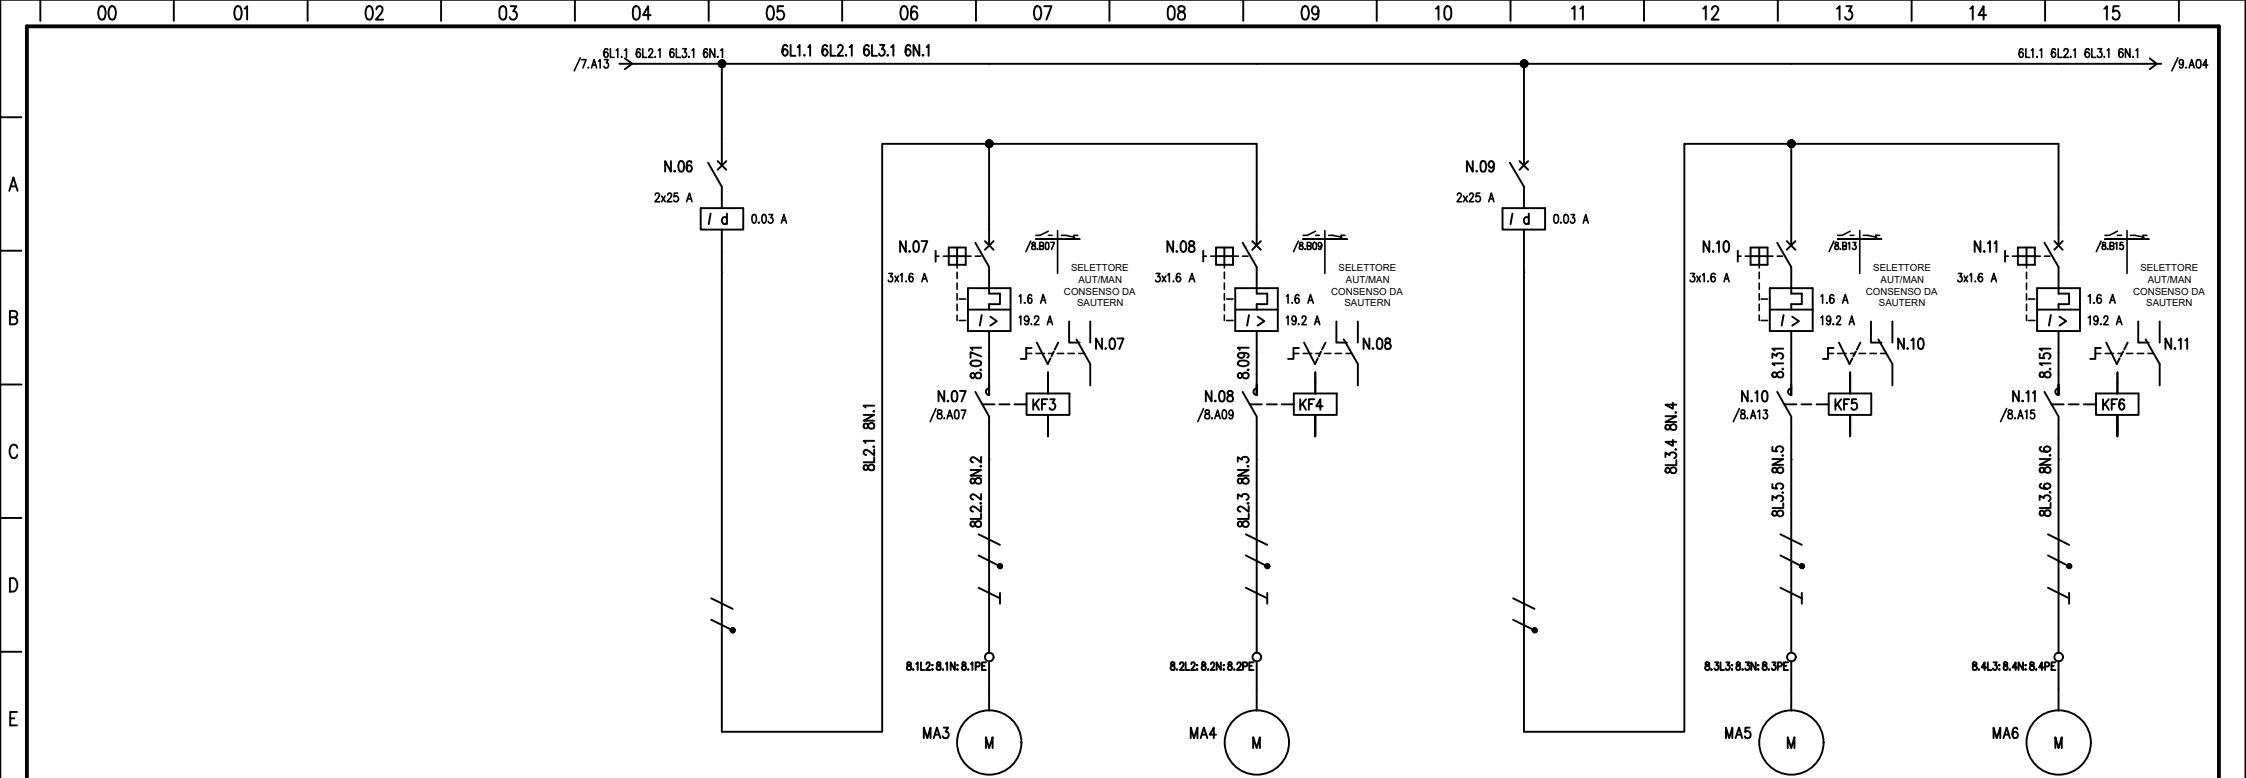 00 01 02 03 04 05 06 07 08 09 10 11 12 13 14 15
/7.A13
6L1.1 6L2.1 6L3.1 6N.1
6L1.1 6L2.1 6L3.1 6N.1
6L1.1 6L2.1 6L3.1 6N.1
/9.A04
A
B
C
D
E
N.06
2x25 A
I d
0.03 A
8L2.1 8N.1
N.07
3x1.6 A
1.6 A
I >
19.2 A
/8.B07
SELETTORE
AUT/MAN
CONSENSO DA
SAUTERN
N.07
8.071
N.07
/8.A07
KF3
8L2.2 8N.2
8.1L2:8.1N:8.1PE
MA3
M
N.08
3x1.6 A
1.6 A
I >
19.2 A
/8.B09
SELETTORE
AUT/MAN
CONSENSO DA
SAUTERN
N.08
8.091
N.08
/8.A09
KF4
8L2.3 8N.3
8.2L2:8.2N:8.2PE
MA4
M
N.09
2x25 A
I d
0.03 A
8L3.4 8N.4
N.10
3x1.6 A
1.6 A
I >
19.2 A
/8.B13
SELETTORE
AUT/MAN
CONSENSO DA
SAUTERN
N.10
8.131
N.10
/8.A13
KF5
8L3.5 8N.5
8.3L3:8.3N:8.3PE
MA5
M
N.11
3x1.6 A
1.6 A
I >
19.2 A
/8.B15
SELETTORE
AUT/MAN
CONSENSO DA
SAUTERN
N.11
8.151
N.11
/8.A15
KF6
8L3.6 8N.6
8.4L3:8.4N:8.4PE
MA6
M